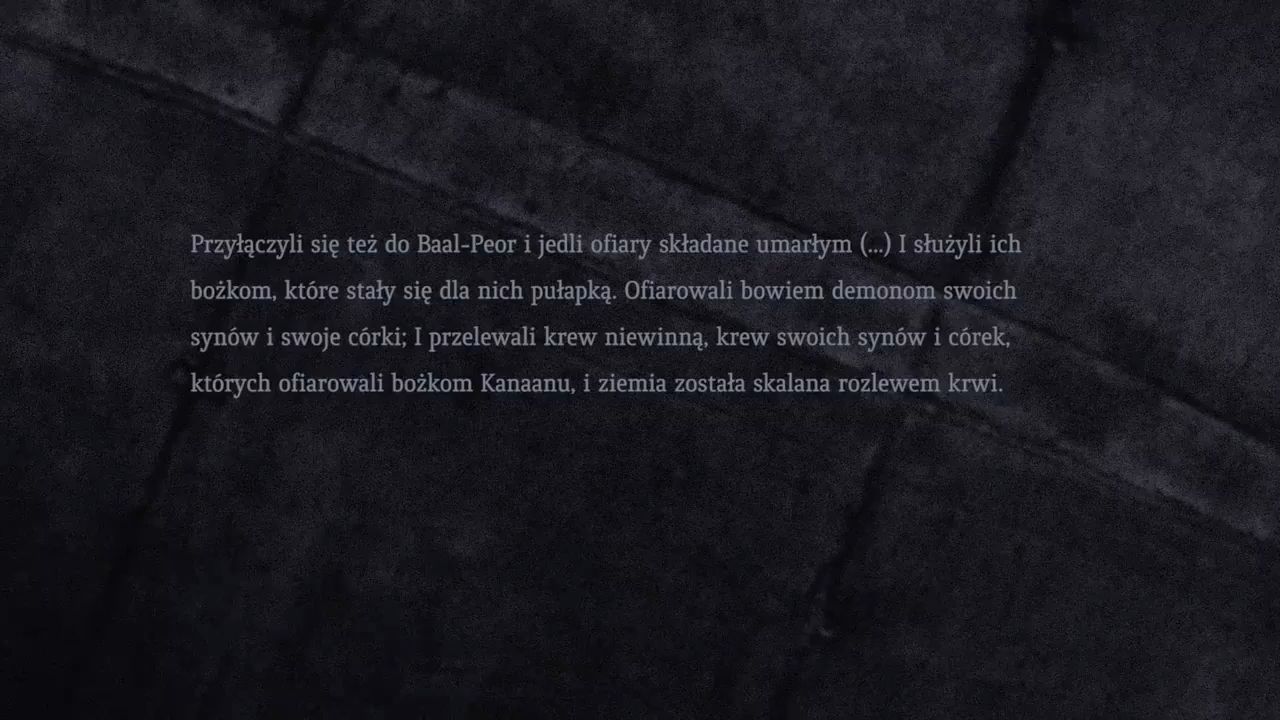 Przyłączyli się też do Baal-Peor i jedli ofiary składane umarłym (...) I służyli ich
bożkom, które stały się dla nich pułapką. Ofiarowali bowiem demonom swoich
synów i swoje córki; I przelewali krew niewinną, krew swoich synów i córek,
których ofiarowali bożkom Kanaanu, i ziemia została skalana rozlewem krwi.